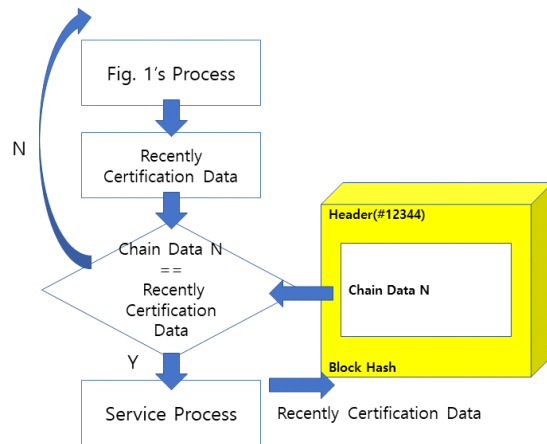 Fig. 1's Process
N
Recently
Certification Data
Header(#12344)
Chain Data N
==
Recently
Certification
Data
Chain Data N
Block Hash
Y
Service Process
Recently Certification Data